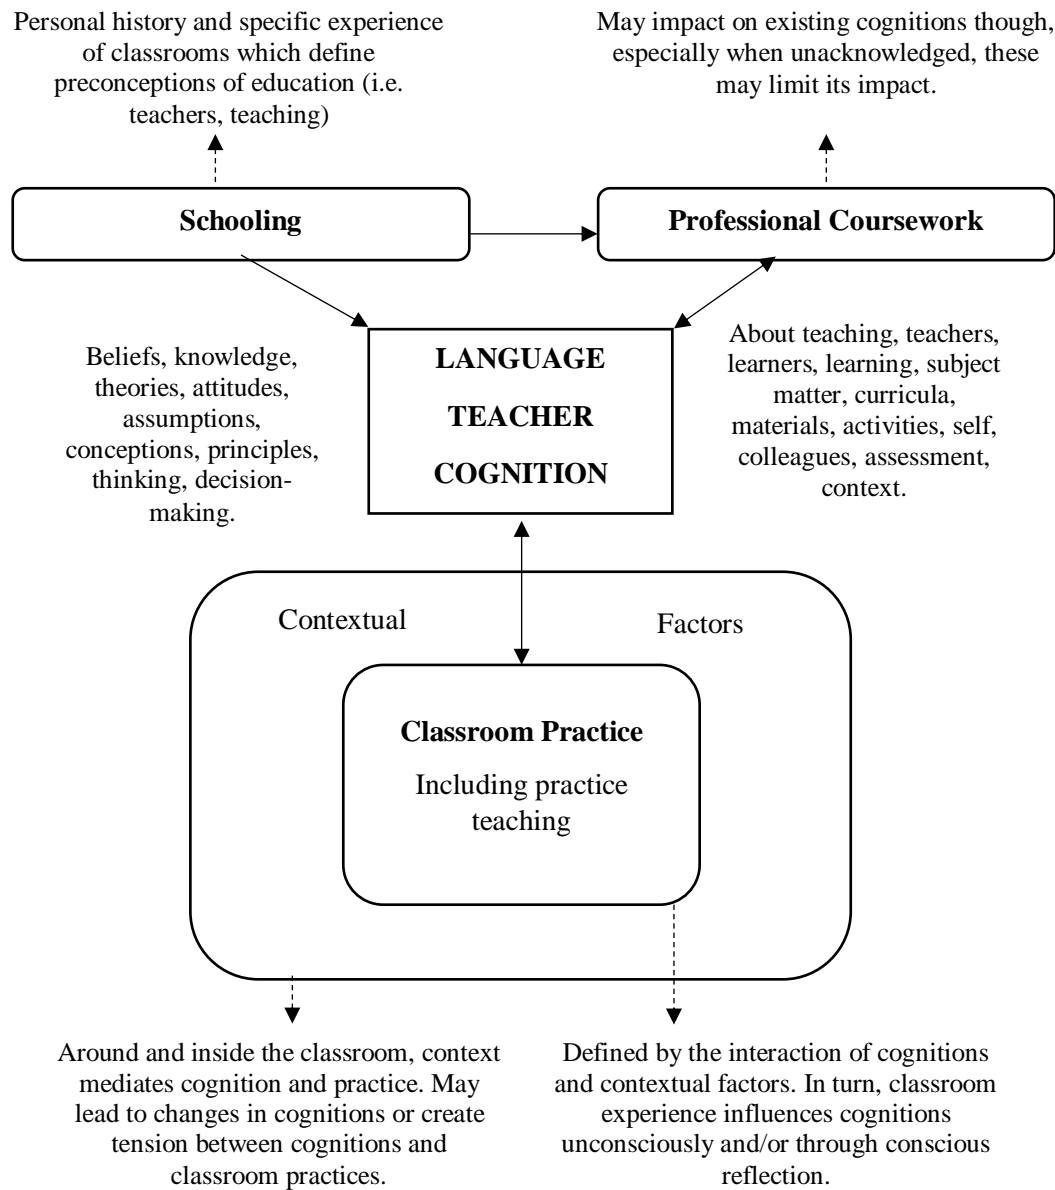 Personal history and specific experience
of classrooms which define
preconceptions of education (i.e.
teachers, teaching)
May impact on existing cognitions though,
especially when unacknowledged, these
may limit its impact.
Schooling
Professional Coursework
Beliefs, knowledge,
theories, attitudes,
assumptions,
conceptions, principles,
thinking, decision-
making.
LANGUAGE
TEACHER
COGNITION
About teaching, teachers,
learners, learning, subject
matter, curricula,
materials, activities, self,
colleagues, assessment,
context.
Contextual Factors
Classroom Practice
Including practice
teaching
Around and inside the classroom, context
mediates cognition and practice. May
lead to changes in cognitions or create
tension between cognitions and
classroom practices.
Defined by the interaction of cognitions
and contextual factors. In turn, classroom
experience influences cognitions
unconsciously and/or through conscious
reflection.